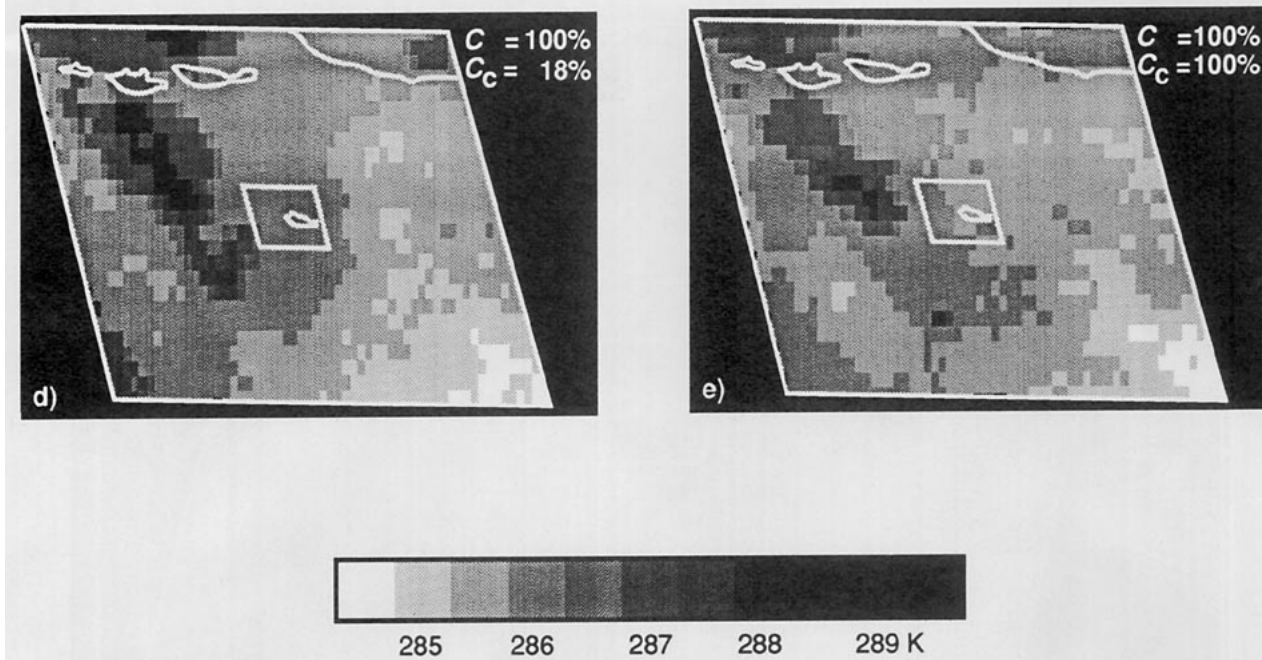 C = 100%
C_C = 18%
d)
C = 100%
C_C = 100%
e)
285 286 287 288 289 K